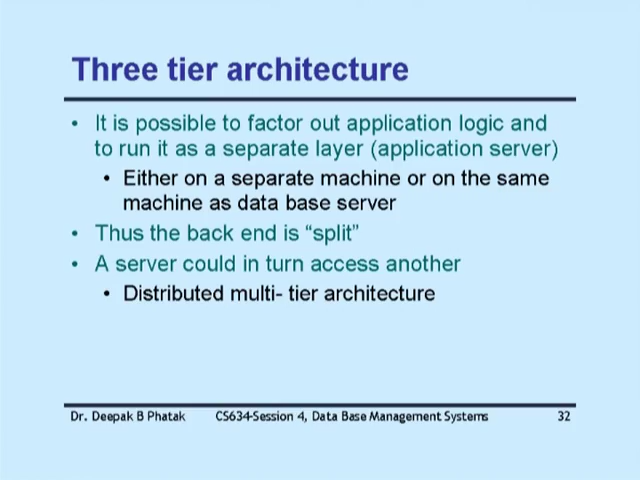 Three tier architecture
• It is possible to factor out application logic and
to run it as a separate layer (application server)
• Either on a separate machine or on the same
machine as data base server
• Thus the back end is “split”
• A server could in turn access another
• Distributed multi- tier architecture
Dr. Deepak B Phatak CS634-Session 4, Data Base Management Systems 32